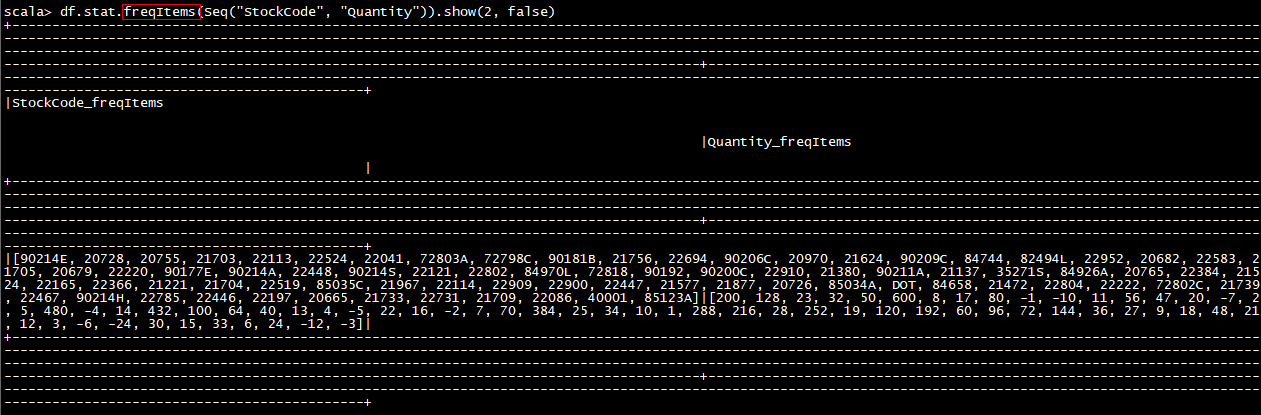 scala> df.stat.freqItems(Seq("StockCode", "Quantity")).show(2, false)
|StockCode_freqItems
|Quantity_freqItems
|
|[90214E, 20728, 20755, 21703, 22113, 22524, 22041, 72803A, 72798C, 90181B, 21756, 22694, 90206C, 20970, 21624, 90209C, 84744, 82494L, 22952, 20682, 22583, 2
1705, 20679, 22220, 90177E, 90214A, 22448, 90214S, 22121, 22802, 84970L, 72818, 90192, 90200C, 22910, 21380, 90211A, 21137, 35271S, 84926A, 20765, 22384, 215
24, 22165, 22366, 21221, 21704, 22519, 85035C, 21967, 22114, 22909, 22900, 22447, 21577, 21877, 20726, 85034A, DOT, 84658, 21472, 22804, 22222, 72802C, 21739
, 22467, 90214H, 22785, 22446, 22197, 20665, 21733, 22731, 21709, 22086, 40001, 85123A]|[200, 128, 23, 32, 50, 600, 8, 17, 80, -1, -10, 11, 56, 47, 20, -7, 2
, 5, 480, -4, 14, 432, 100, 64, 40, 13, 4, -5, 22, 16, -2, 7, 70, 384, 25, 34, 10, 1, 288, 216, 28, 252, 19, 120, 192, 60, 96, 72, 144, 36, 27, 9, 18, 48, 21
, 12, 3, -6, -24, 30, 15, 33, 6, 24, -12, -3]|